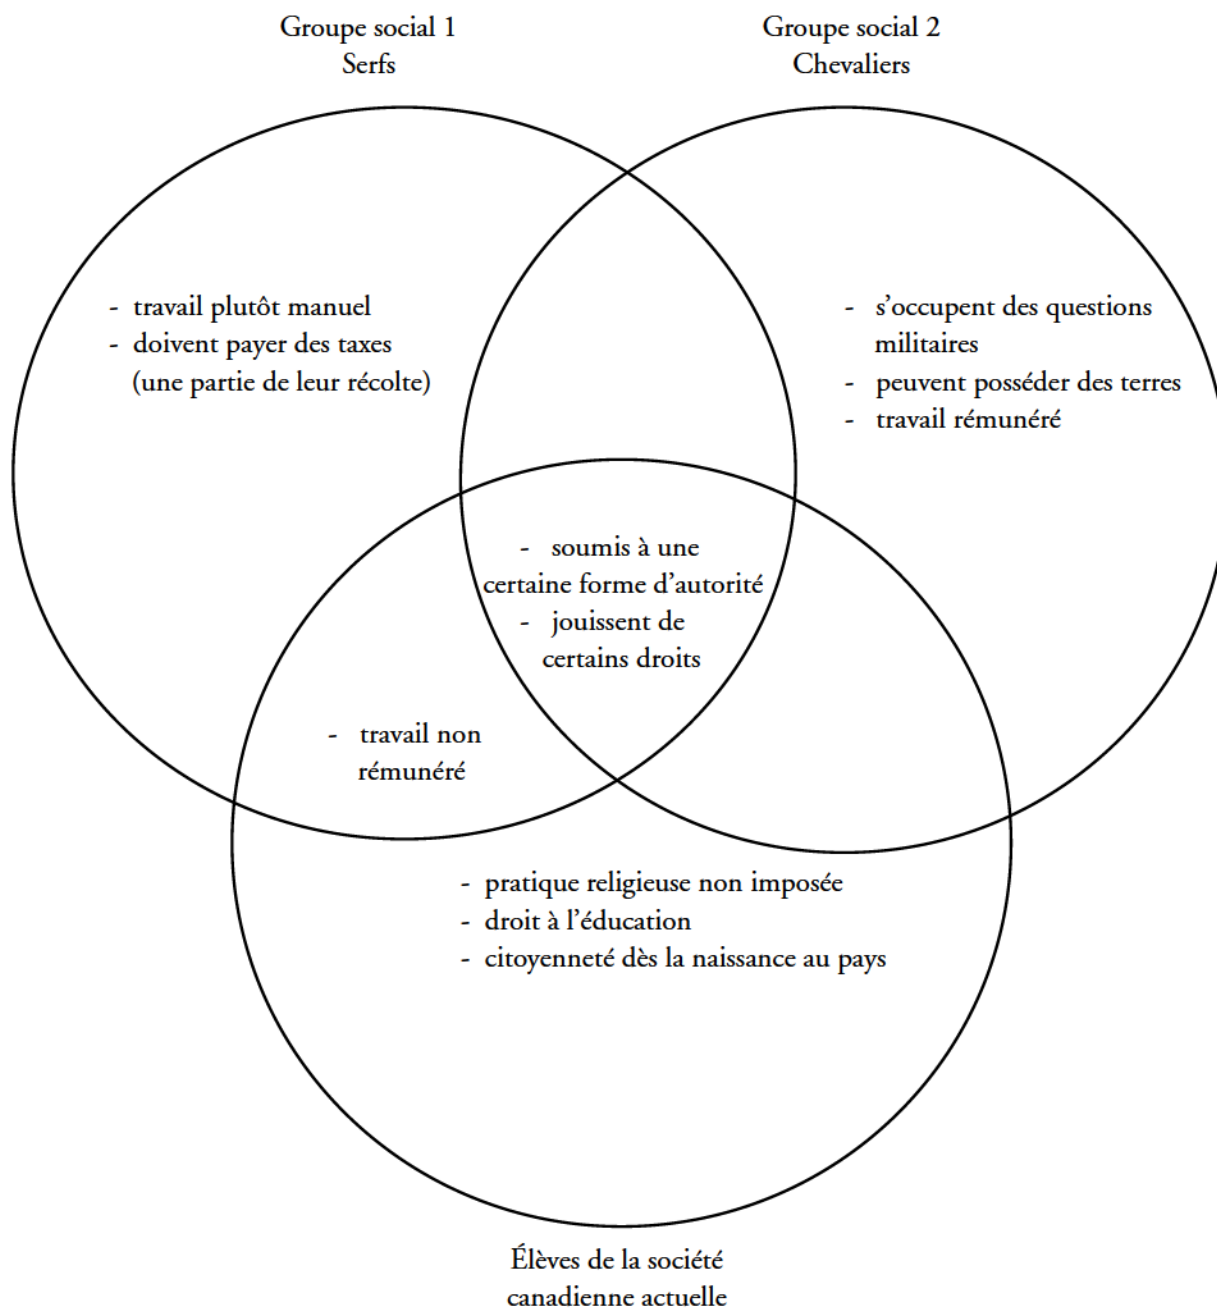 Groupe social 1
Serfs
Groupe social 2
Chevaliers
- travail plutôt manuel
- doivent payer des taxes
(une partie de leur récolte)
- s’occupent des questions
militaires
- peuvent posséder des terres
- travail rémunéré
- soumis à une
certaine forme d’autorité
- jouissent de
certains droits
- travail non
rémunéré
- pratique religieuse non imposée
- droit à l’éducation
- citoyenneté dès la naissance au pays
Élèves de la société
canadienne actuelle